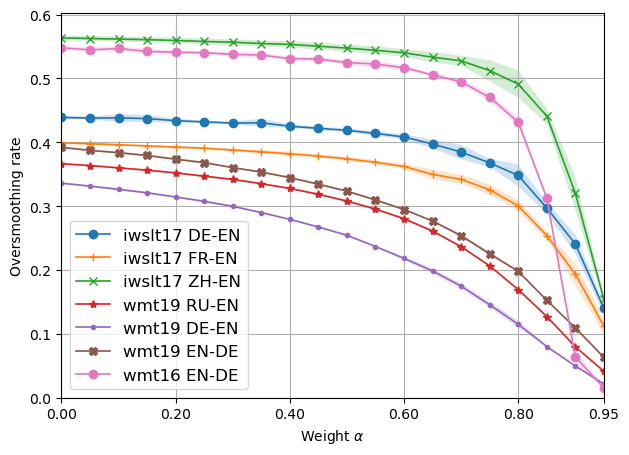 0.6
0.5
0.4
0.3
0.2
0.1
0.0
Oversmoothing rate
iwslt17 DE-EN
iwslt17 FR-EN
iwslt17 ZH-EN
wmt19 RU-EN
wmt19 DE-EN
wmt19 EN-DE
wmt16 EN-DE
0.00 0.20 0.40 0.60 0.80 0.95
Weight α